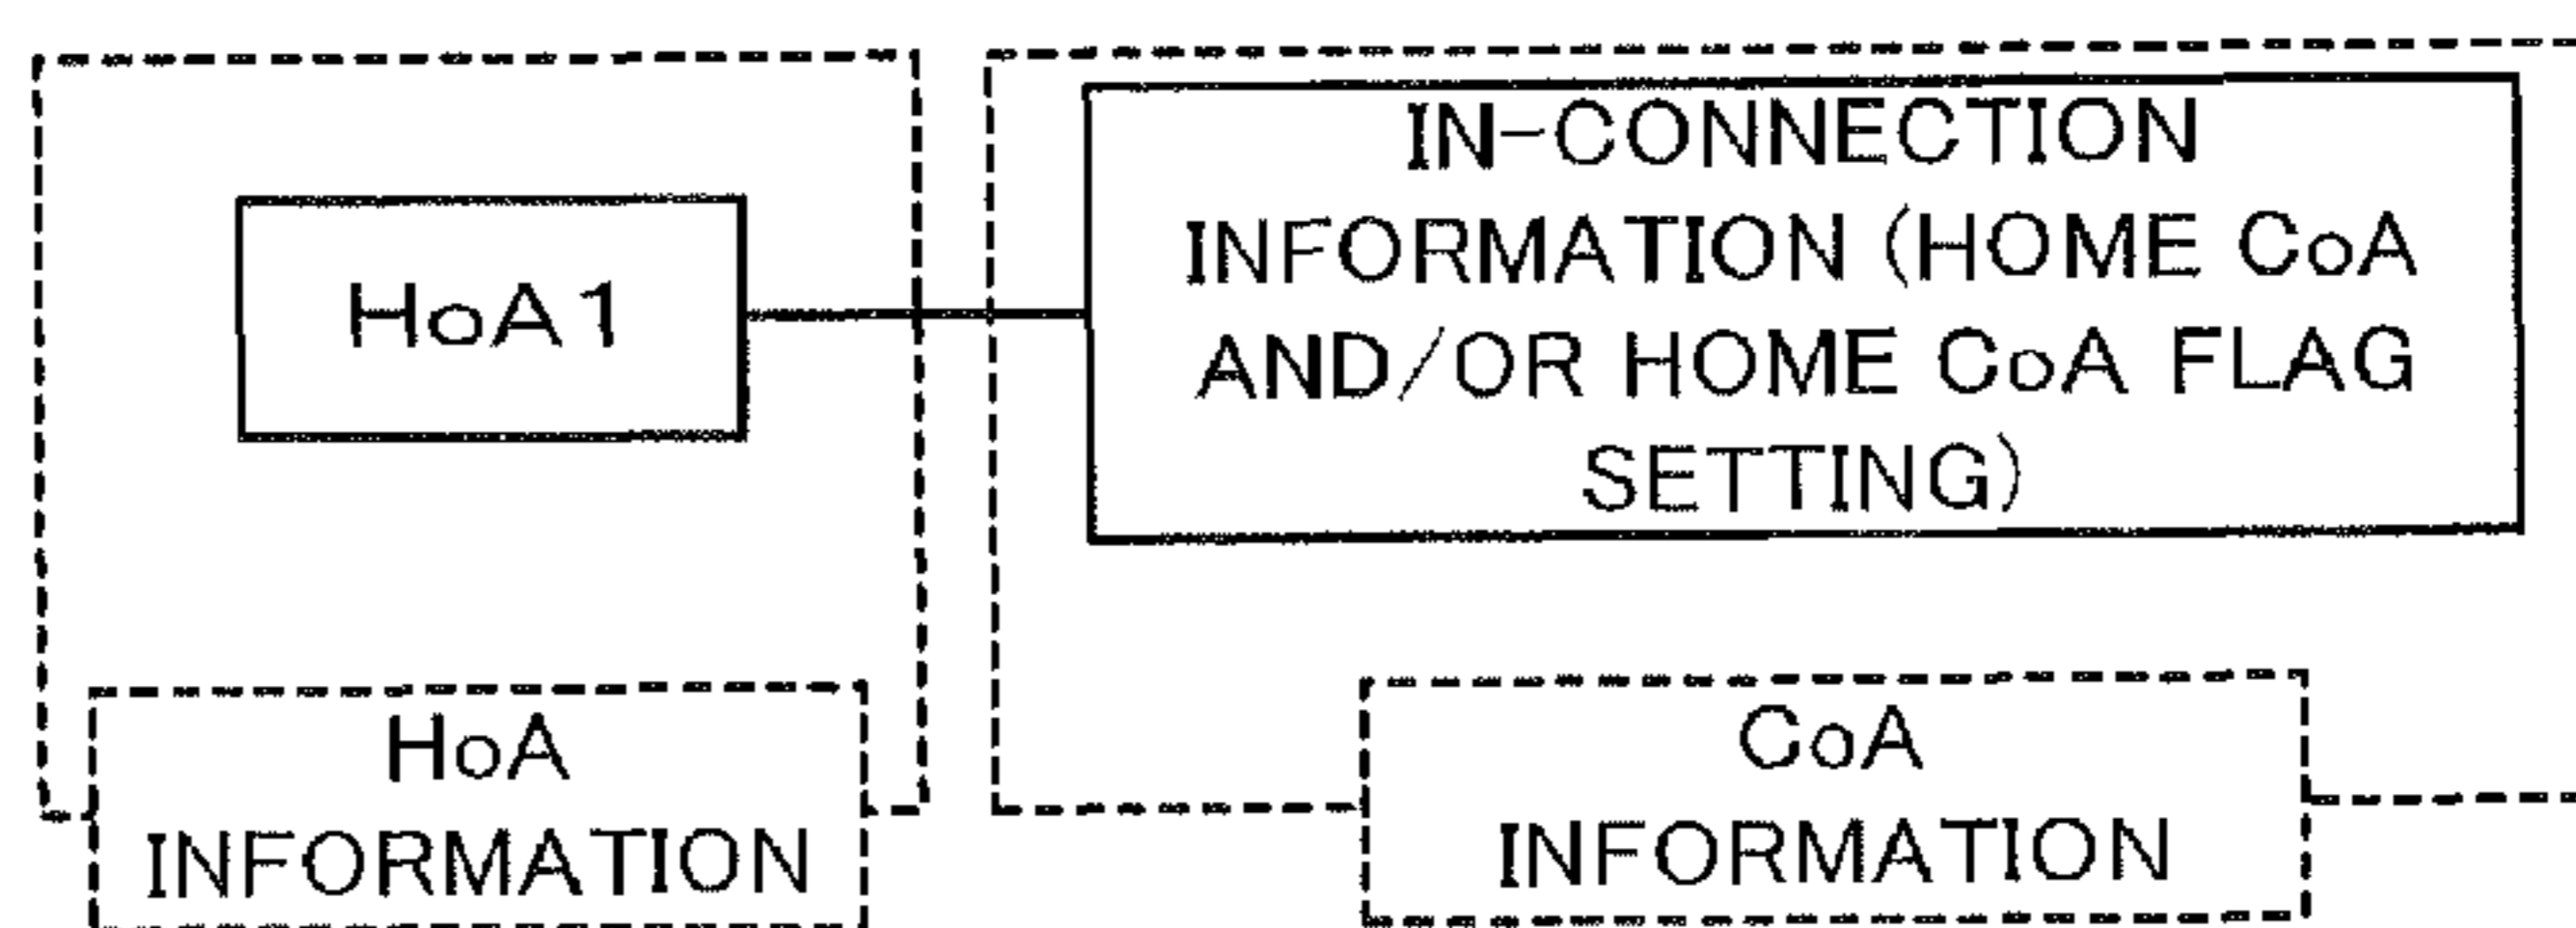 HoA1
IN-CONNECTION
INFORMATION (HOME CoA
AND/OR HOME CoA FLAG
SETTING)
HoA
INFORMATION
CoA
INFORMATION